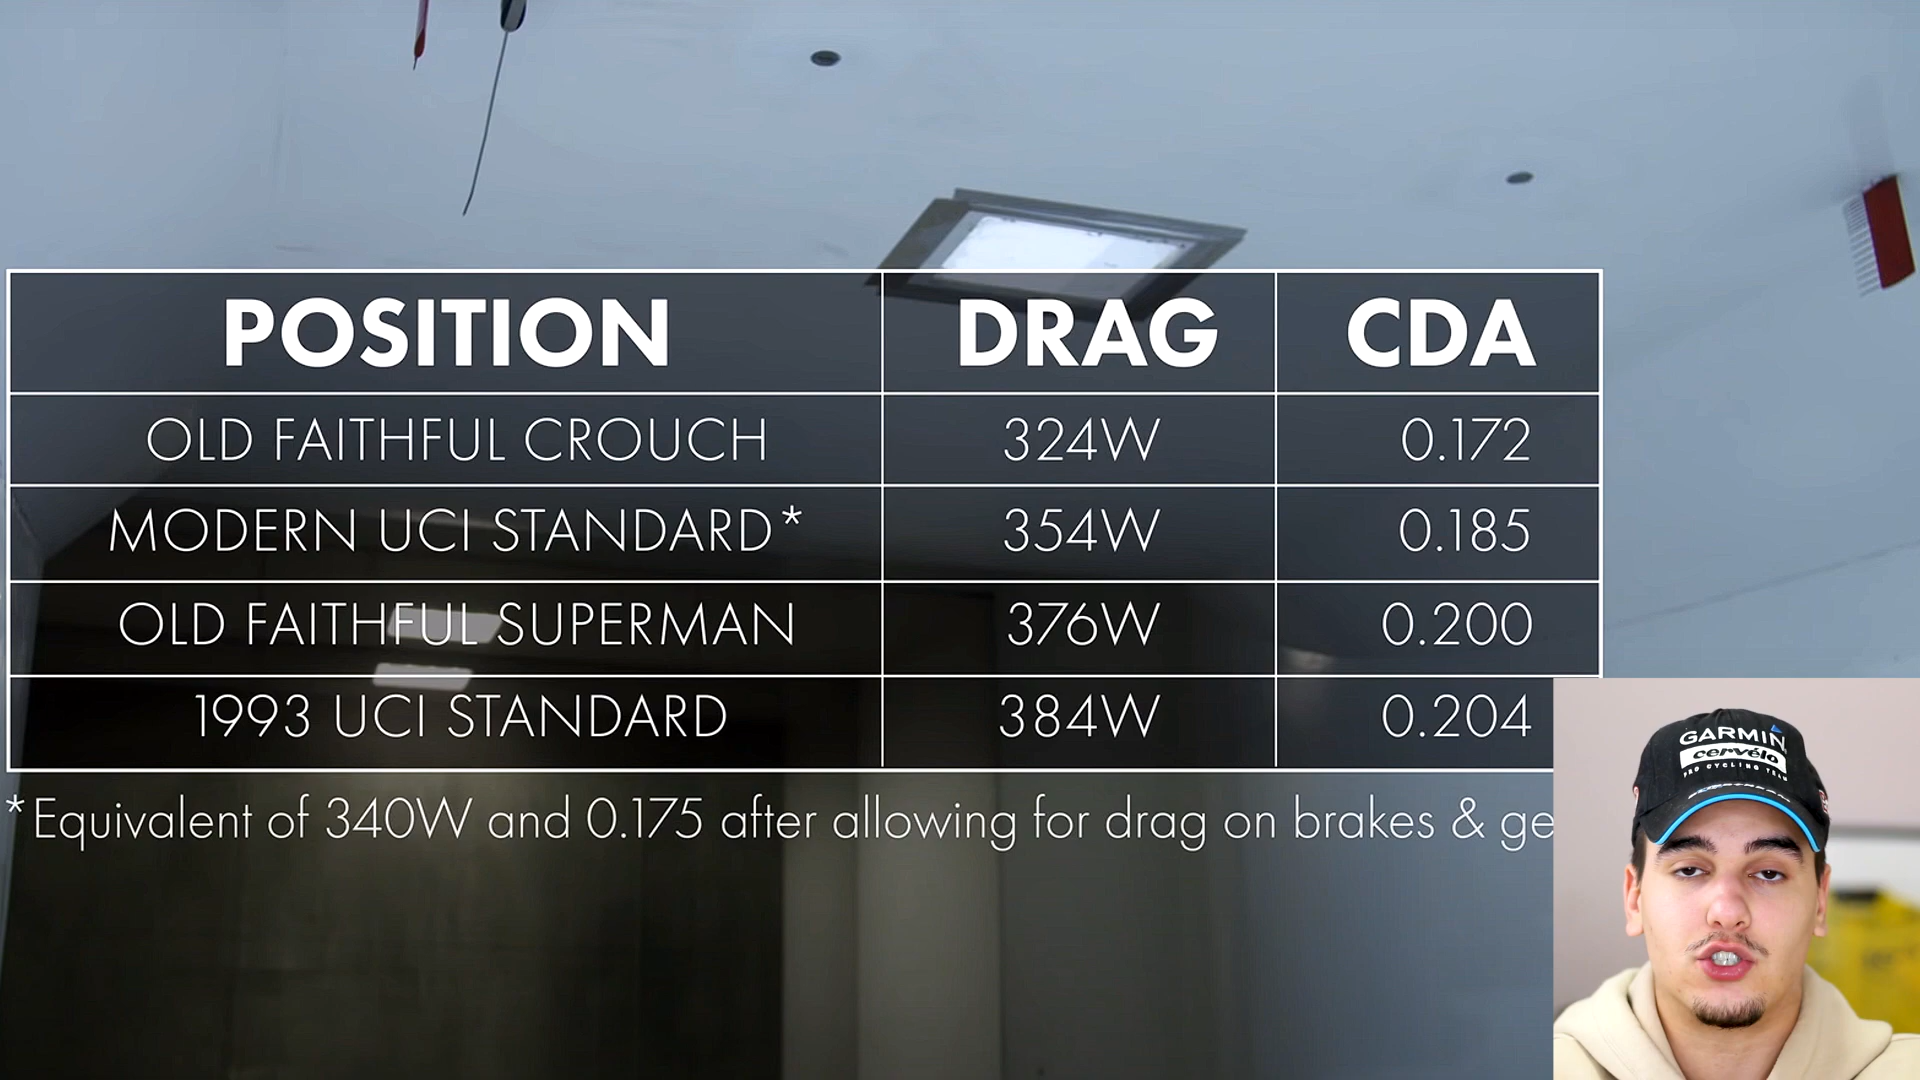 POSITION DRAG CDA
OLD FAITHFUL CROUCH 324W 0.172
MODERN UCI STANDARD* 354W 0.185
OLD FAITHFUL SUPERMAN 376W 0.200
1993 UCI STANDARD 384W 0.204
*Equivalent of 340W and 0.175 after allowing for drag on brakes & ge
GARMIN
cervélo
PRO CYCLING TEAM